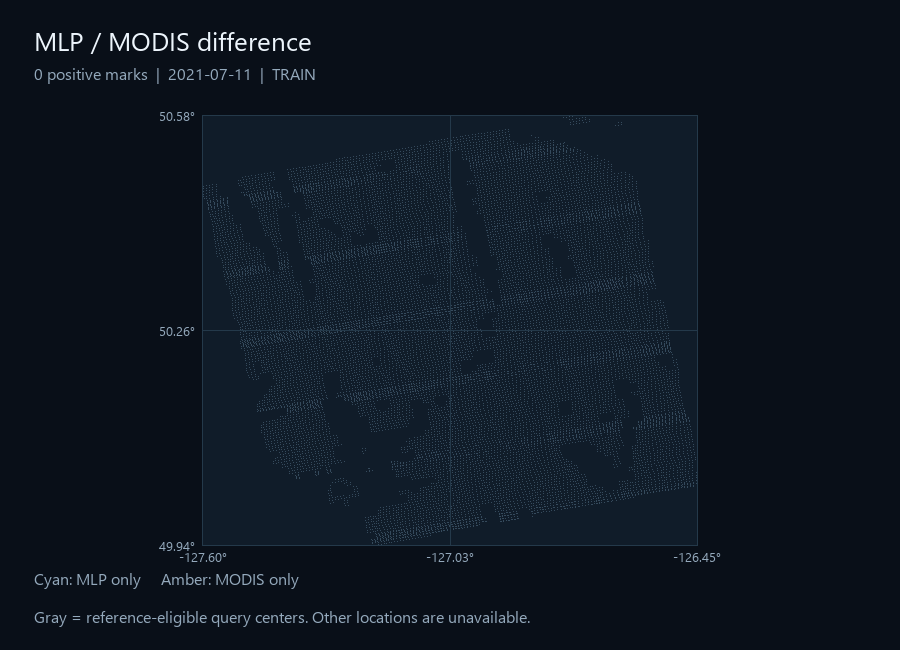 MLP / MODIS difference
0 positive marks | 2021-07-11 | TRAIN
50.58°
50.26°
49.94°
-127.60° -127.03° -126.45°
Cyan: MLP only Amber: MODIS only
Gray = reference-eligible query centers. Other locations are unavailable.